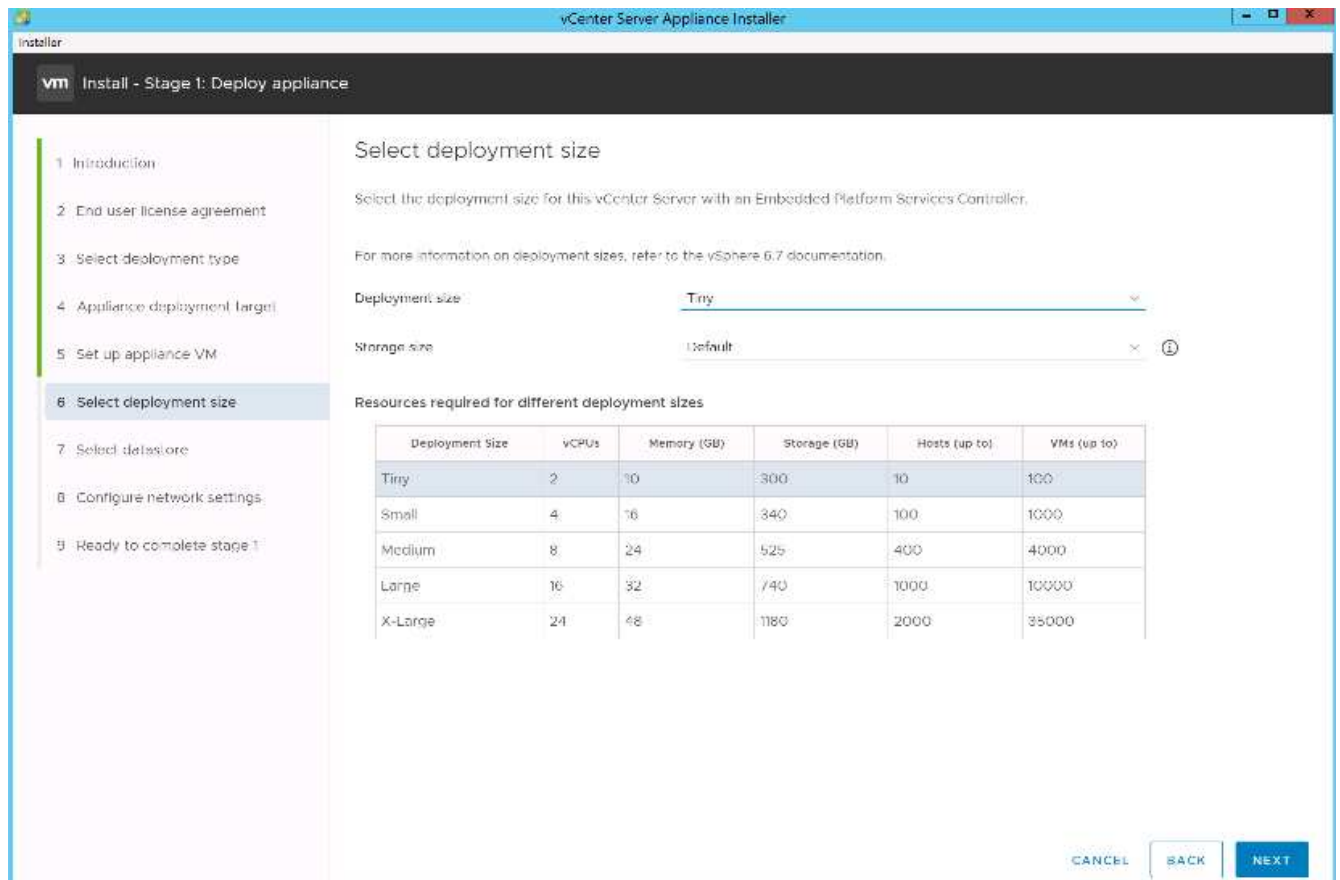 vCenter Server Appliance Installer
Installer
vm Install - Stage 1: Deploy appliance
1 Introduction
2 End user license agreement
3 Select deployment type
4 Appliance deployment target
5 Set up appliance VM
6 Select deployment size
7 Select datastore
8 Configure network settings
9 Ready to complete stage 1
Select deployment size
Select the deployment size for this vCenter Server with an Embedded Platform Services Controller.
For more information on deployment sizes, refer to the vSphere 6.7 documentation.
Deployment size Tiny
Storage size Default
Resources required for different deployment sizes
Deployment Size vCPUs Memory (GB) Storage (GB) Hosts (up to) VMs (up to)
Tiny 2 10 300 10 100
Small 4 16 340 100 1000
Medium 8 24 525 400 4000
Large 16 32 740 1000 10000
X-Large 24 48 1180 2000 35000
CANCEL BACK NEXT